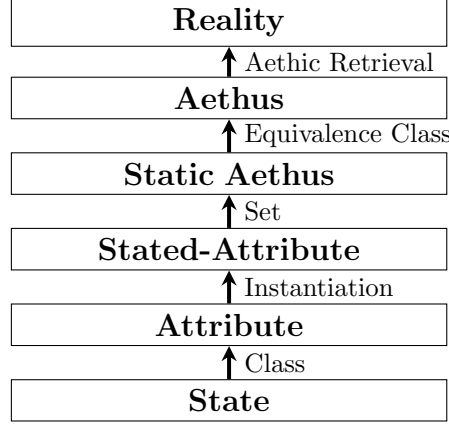 Reality
Aethic Retrieval
Aethus
Equivalence Class
Static Aethus
Set
Stated-Attribute
Instantiation
Attribute
Class
State